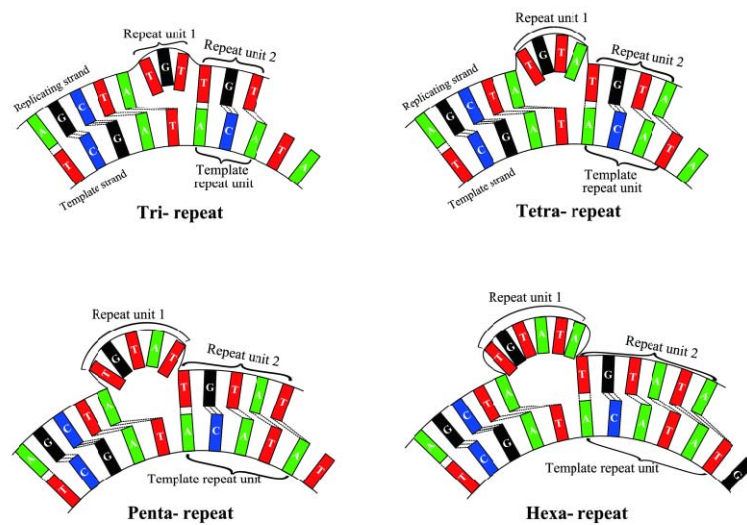 Repeat unit 1
Repeat unit 2
Replicating strand
A G C T A T G T T G T
T C G A T A C A T A
Template strand
Template
repeat unit
Tri- repeat
Repeat unit 1
Repeat unit 2
Replicating strand
A G C T A T G T A T G T A
T C G A T A C A T A
Template strand
Template
repeat unit
Tetra- repeat
Repeat unit 1
Repeat unit 2
A G C T A T G T A T T G T A T
T C G A T A C A T A T
Template repeat unit
Penta- repeat
Repeat unit 1
Repeat unit 2
A G C T A T G T A T A T G T A T A
T C G A T A C A T A T G
Template repeat unit
Hexa- repeat